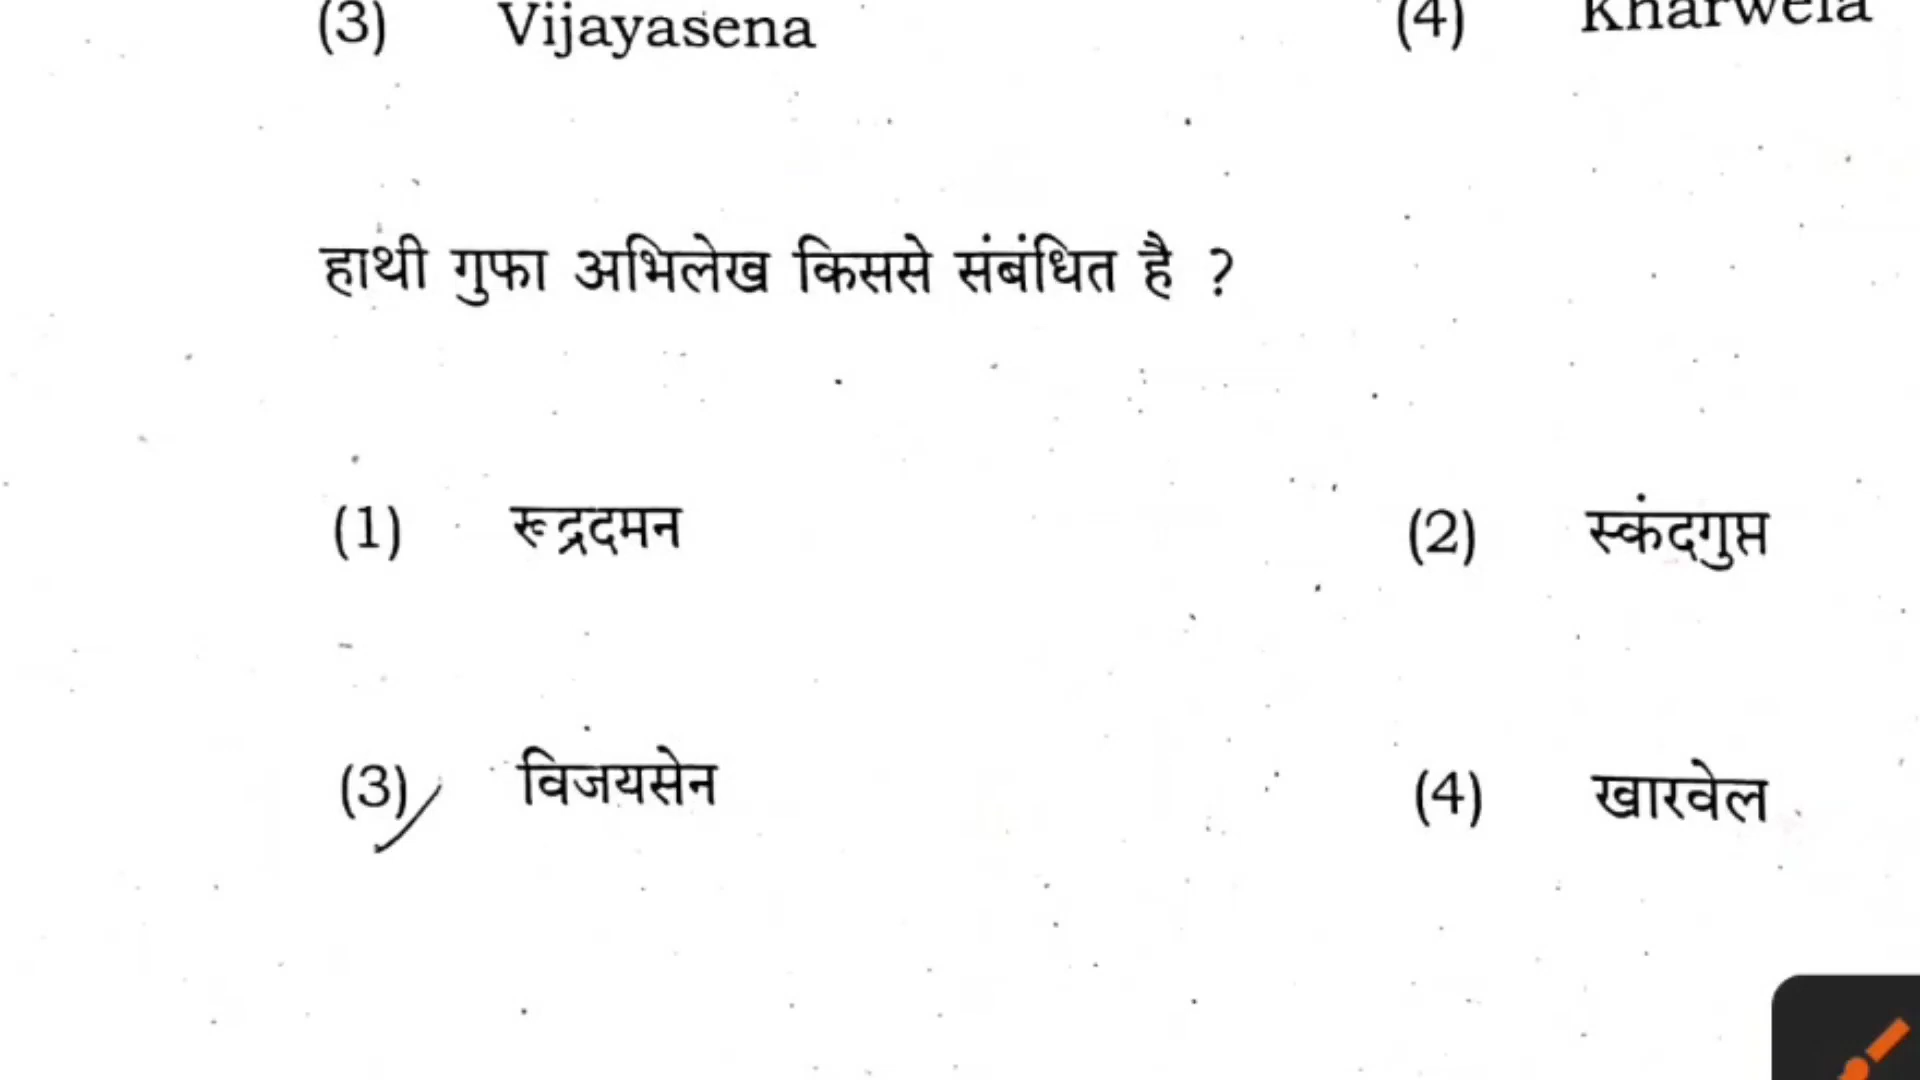 (3) Vijayasena (4) Kharwela
हाथी गुफा अभिलेख किससे संबंधित है ?
(1) रूद्रदमन (2) स्कंदगुप्त
(3) विजयसेन (4) खारवेल